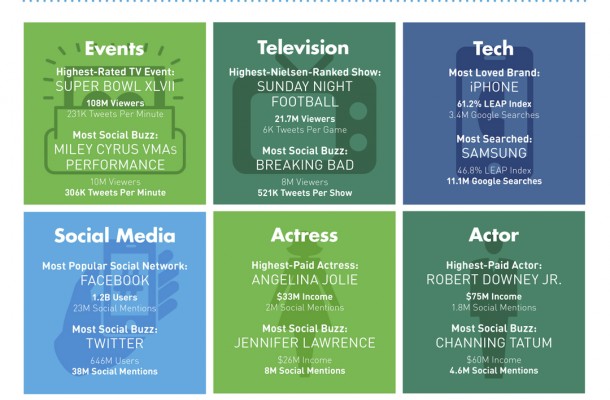 Events
Highest-Rated TV Event:
SUPER BOWL XLVII
108M Viewers
231K Tweets Per Minute
Most Social Buzz:
MILEY CYRUS VMAs
PERFORMANCE
10M Viewers
306K Tweets Per Minute
Television
Highest-Nielsen-Ranked Show:
SUNDAY NIGHT
FOOTBALL
21.7M Viewers
6K Tweets Per Game
Most Social Buzz:
BREAKING BAD
8M Viewers
521K Tweets Per Show
Tech
Most Loved Brand:
iPHONE
61.2% LEAP Index
3.4M Google Searches
Most Searched:
SAMSUNG
46.8% LEAP Index
11.1M Google Searches
Social Media
Most Popular Social Network:
FACEBOOK
1.2B Users
23M Social Mentions
Most Social Buzz:
TWITTER
646M Users
38M Social Mentions
Actress
Highest-Paid Actress:
ANGELINA JOLIE
$33M Income
2M Social Mentions
Most Social Buzz:
JENNIFER LAWRENCE
$26M Income
8M Social Mentions
Actor
Highest-Paid Actor:
ROBERT DOWNEY JR.
$75M Income
1.8M Social Mentions
Most Social Buzz:
CHANNING TATUM
$60M Income
4.6M Social Mentions